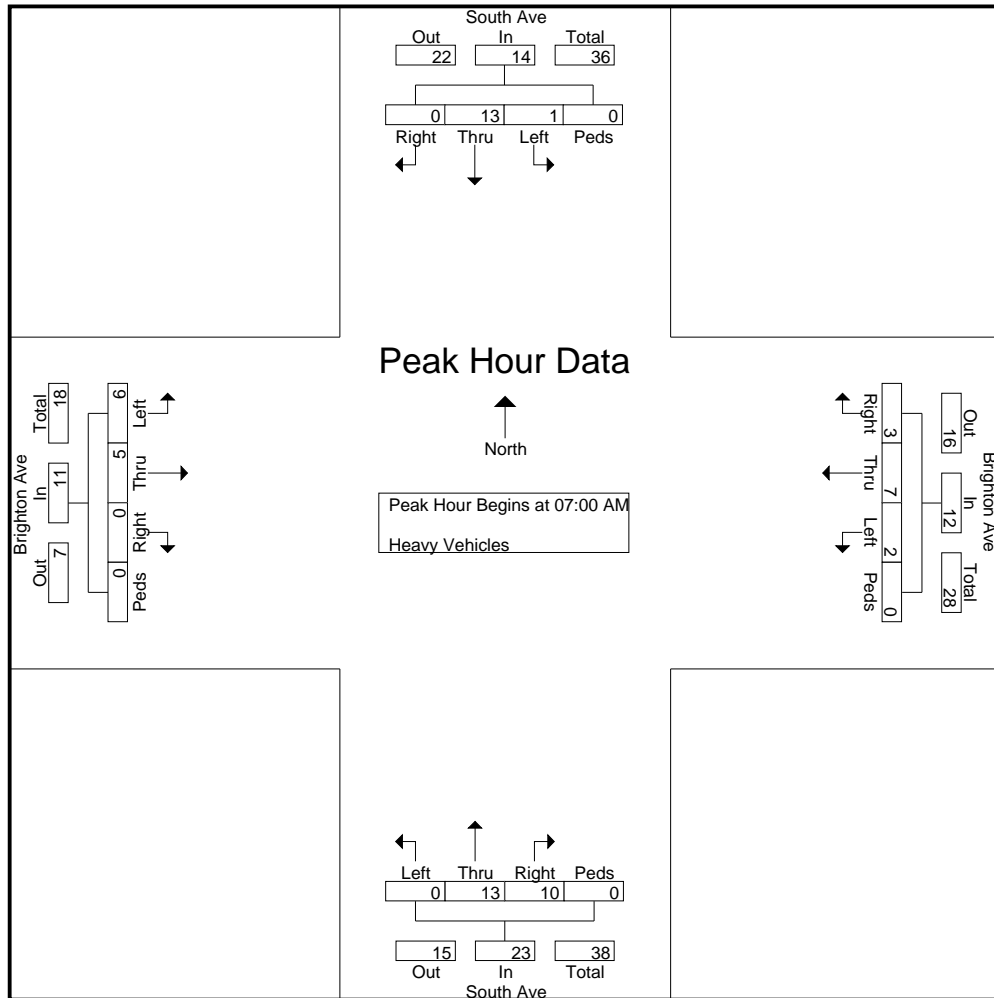 South Ave
Out In Total
22 14 36
0 13 1 0
Right Thru Left Peds
Peak Hour Data
North
Peak Hour Begins at 07:00 AM
Heavy Vehicles
Brighton Ave
Total In Out
18 11 7
6 5 0 0
Left Thru Right Peds
Right Thru Left Peds
3 7 2 0
Out In Total
16 12 28
Brighton Ave
Left Thru Right Peds
0 13 10 0
15 23 38
Out In Total
South Ave